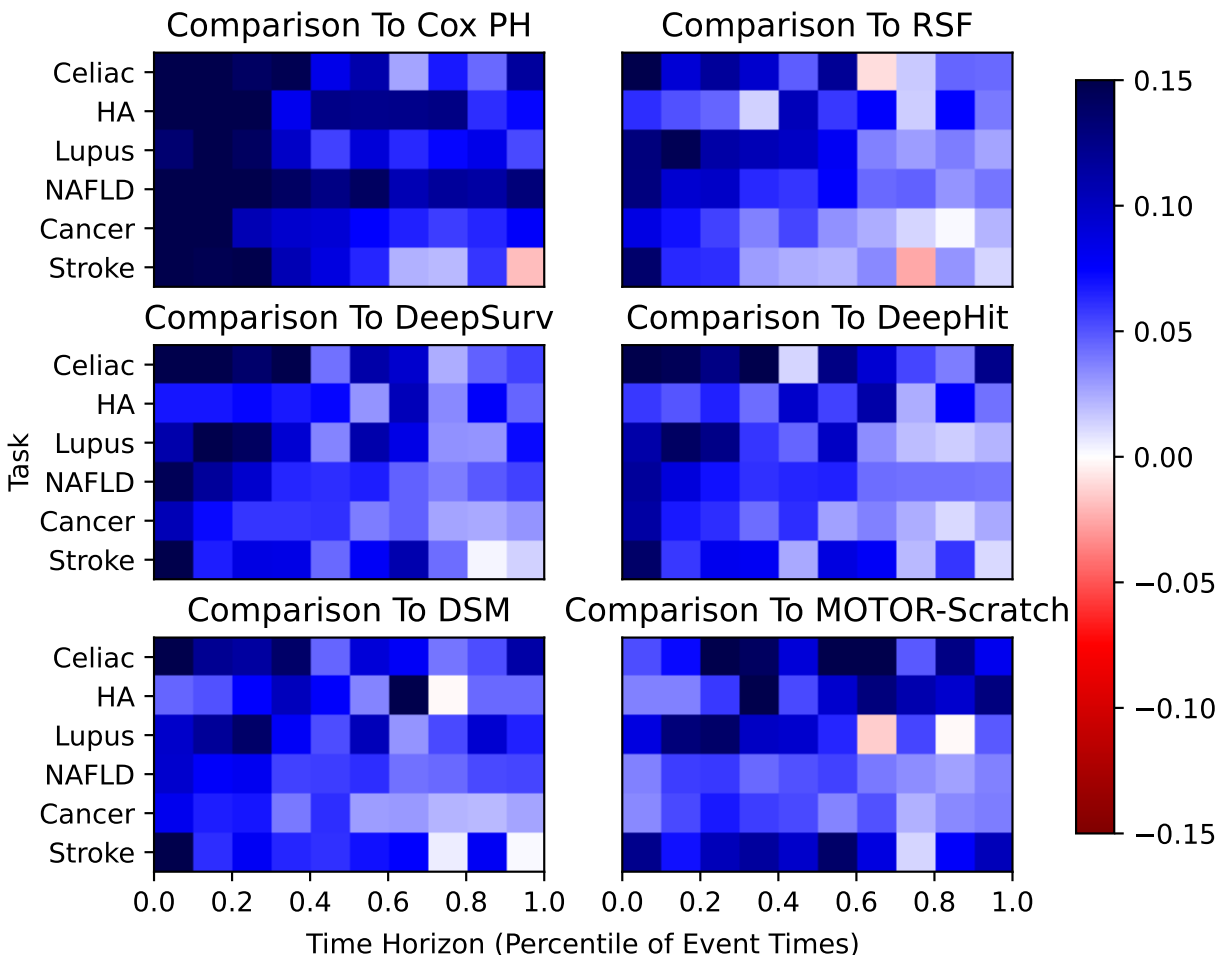 Comparison To Cox PH
Comparison To RSF
Celiac
HA
Lupus
NAFLD
Cancer
Stroke
Comparison To DeepSurv
Comparison To DeepHit
Celiac
HA
Lupus
NAFLD
Cancer
Stroke
Task
Comparison To DSM
Comparison To MOTOR-Scratch
Celiac
HA
Lupus
NAFLD
Cancer
Stroke
0.0 0.2 0.4 0.6 0.8 1.0
0.0 0.2 0.4 0.6 0.8 1.0
Time Horizon (Percentile of Event Times)
0.15
0.10
0.05
0.00
−0.05
−0.10
−0.15